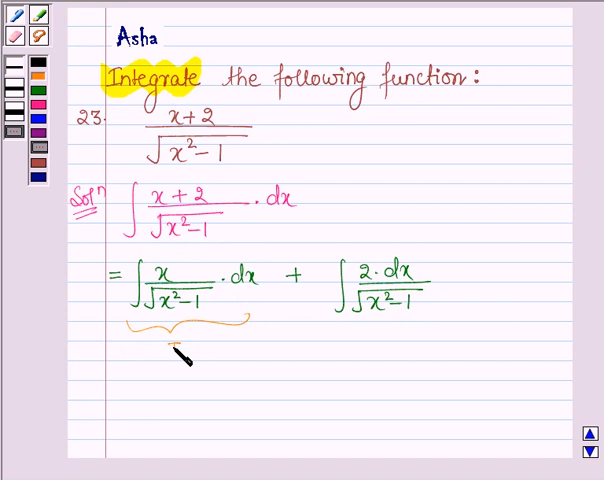 Asha
Integrate the following function:
23. x+2 / √x²-1
Solⁿ ∫ x+2 / √x²-1 . dx
= ∫ x / √x²-1 . dx + ∫ 2.dx / √x²-1
I